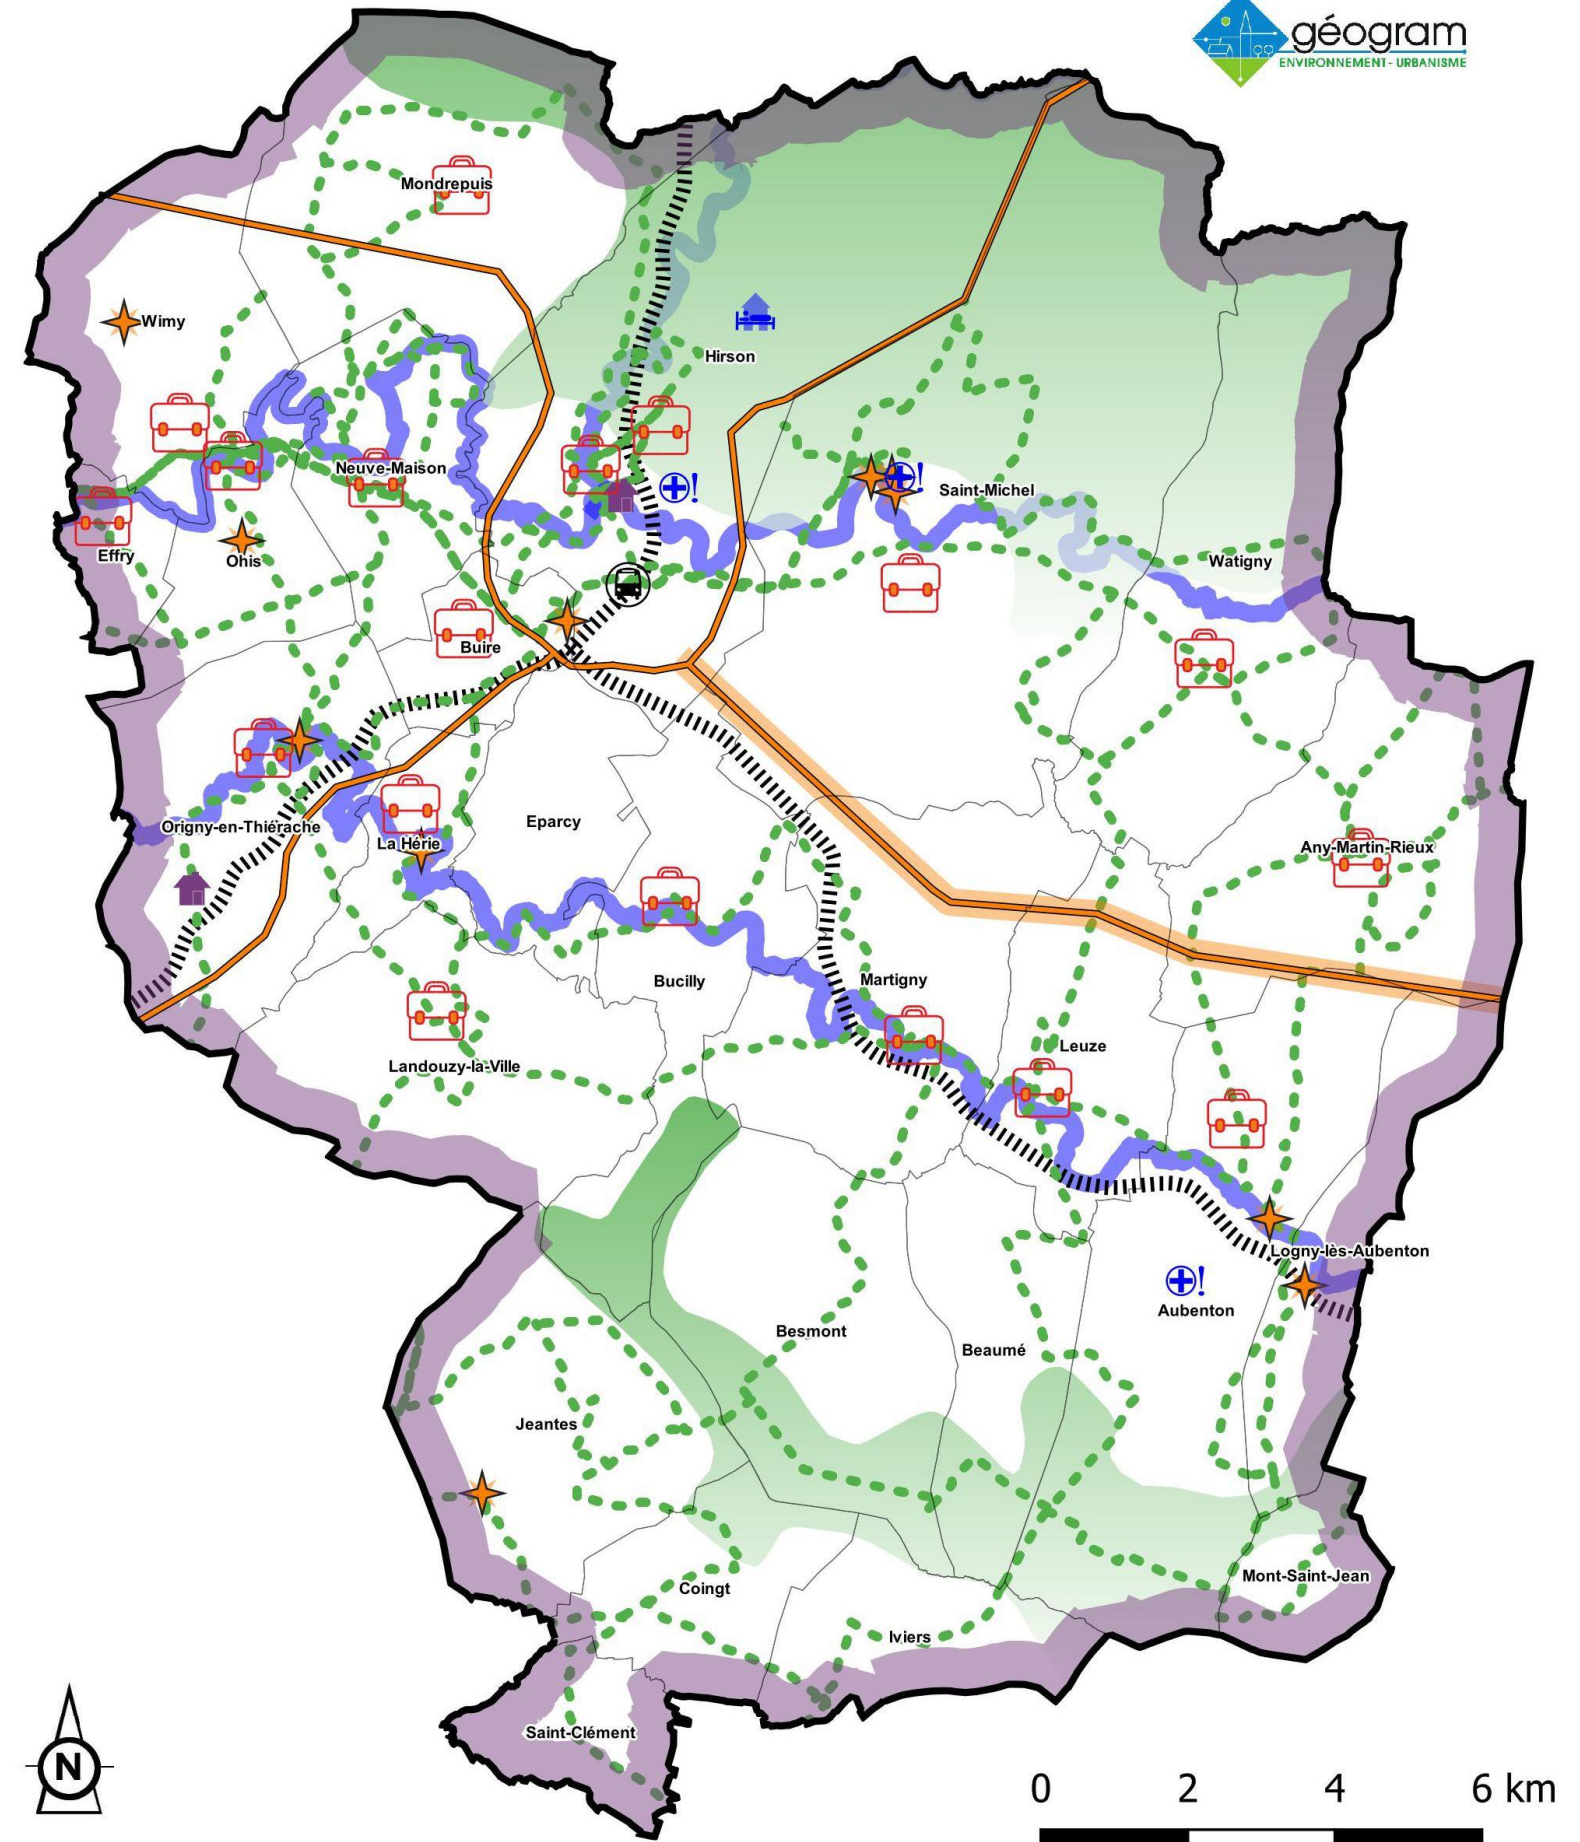 géogram
ENVIRONNEMENT - URBANISME
Mondrepuis
Wimy
Hirson
Neuve-Maison
Saint-Michel
Effry
Ohis
Watigny
Buire
Eparcy
Origny-en-Thiérache
La Hérie
Any-Martin-Rieux
Bucilly
Martigny
Leuze
Landouzy-la-Ville
Logny-lès-Aubenton
Aubenton
Besmont
Beaumé
Jeantes
Mont-Saint-Jean
Coingt
Iviers
Saint-Clément
N
0 2 4 6 km